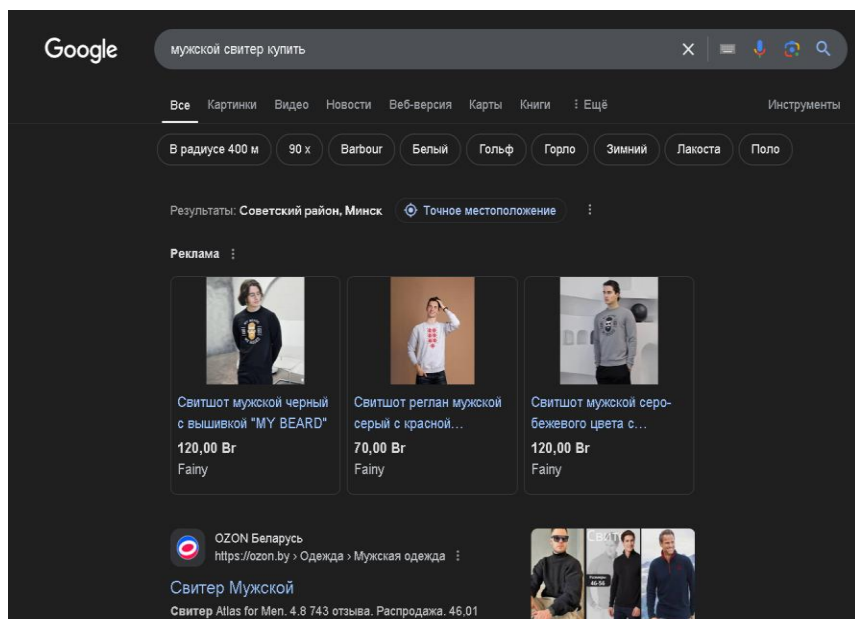 Google
мужской свитер купить
Все Картинки Видео Новости Веб-версия Карты Книги Ещё Инструменты
В радиусе 400 м 90 х Barbour Белый Гольф Горло Зимний Лакоста Поло
Результаты: Советский район, Минск Точное местоположение
Реклама
Свитшот мужской черный с вышивкой "MY BEARD"
120,00 Br
Fainy
Свитшот реглан мужской серый с красной...
70,00 Br
Fainy
Свитшот мужской серо-бежевого цвета с...
120,00 Br
Fainy
OZON Беларусь
https://ozon.by › Одежда › Мужская одежда
Свитер Мужской
Свитер Atlas for Men. 4.8 743 отзыва. Распродажа. 46,01
46-56